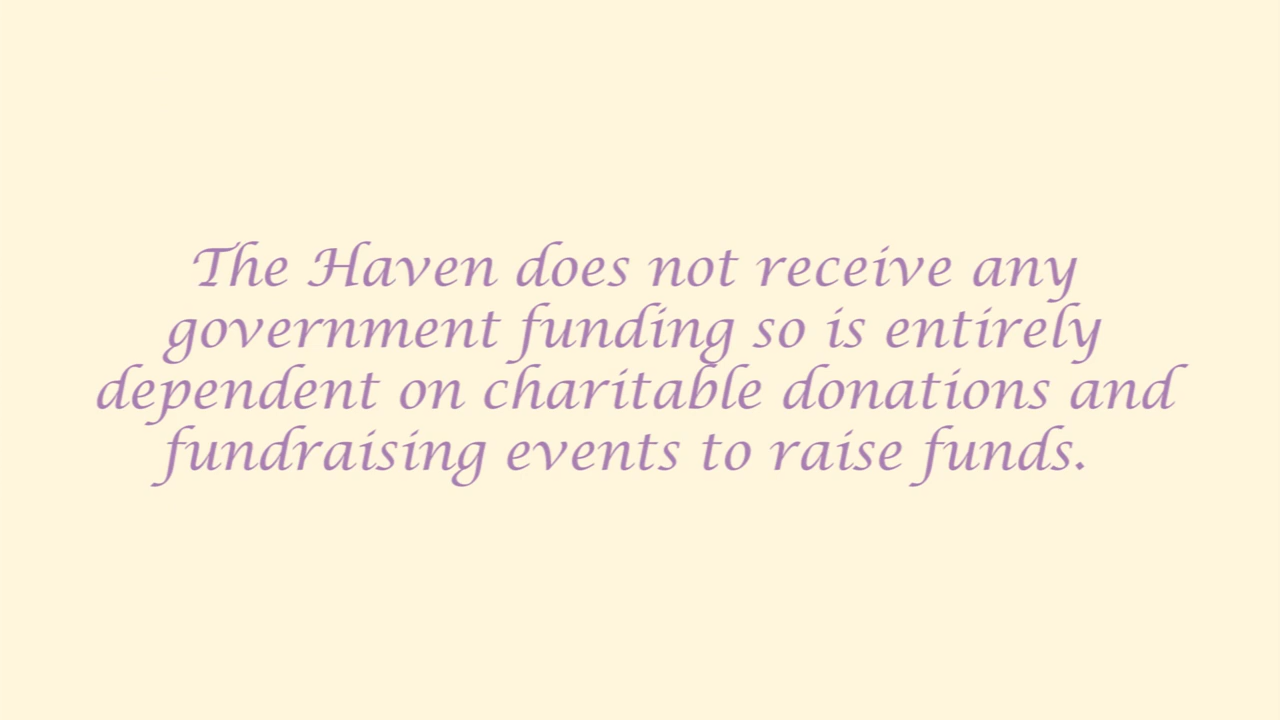 The Haven does not receive any
government funding so is entirely
dependent on charitable donations and
fundraising events to raise funds.